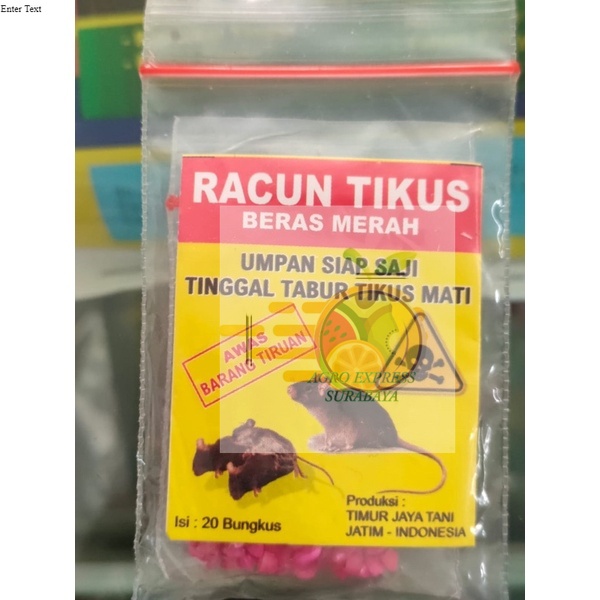 Enter Text
RACUN TIKUS
BERAS MERAH
UMPAN SIAP SAJI
TINGGAL TABUR TIKUS MATI
AWAS
BARANG TIRUAN
AGRO EXPRESS
SURABAYA
Isi : 20 Bungkus
Produksi :
TIMUR JAYA TANI
JATIM - INDONESIA